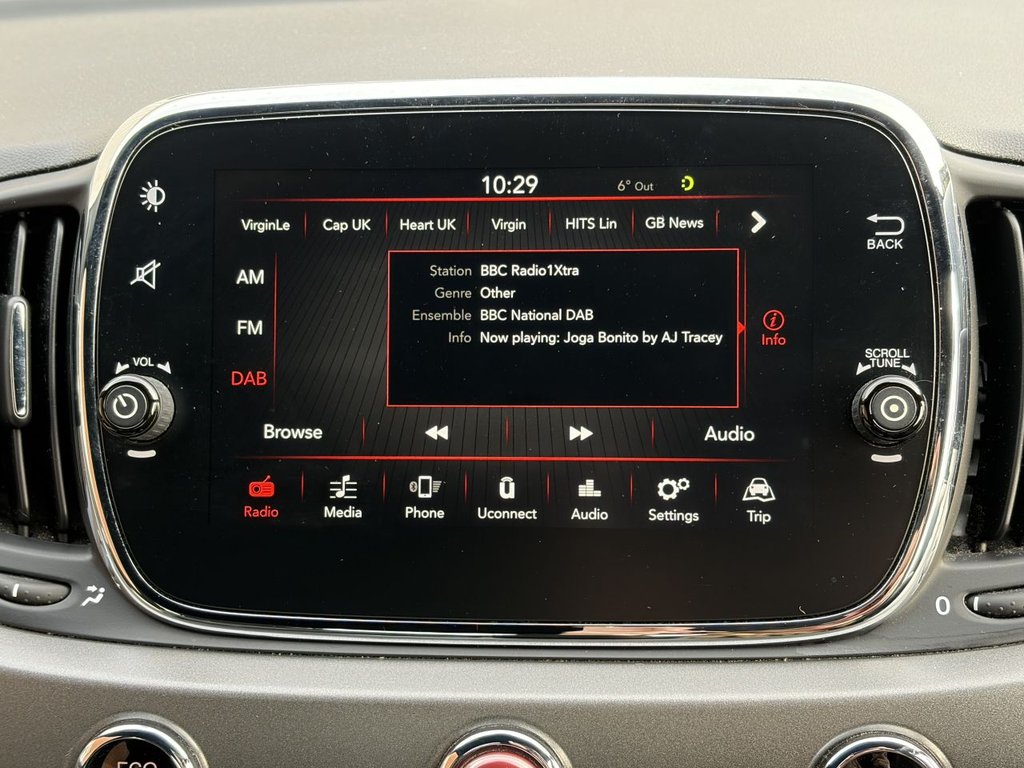 10:29 6° Out
VirginLe Cap UK Heart UK Virgin HITS Lin GB News
BACK
AM
Station BBC Radio1Xtra
Genre Other
Ensemble BBC National DAB
FM
Info Now playing: Joga Bonito by AJ Tracey
Info
VOL
SCROLL
TUNE
DAB
Browse Audio
Radio Media Phone Uconnect Audio Settings Trip
0
ECO